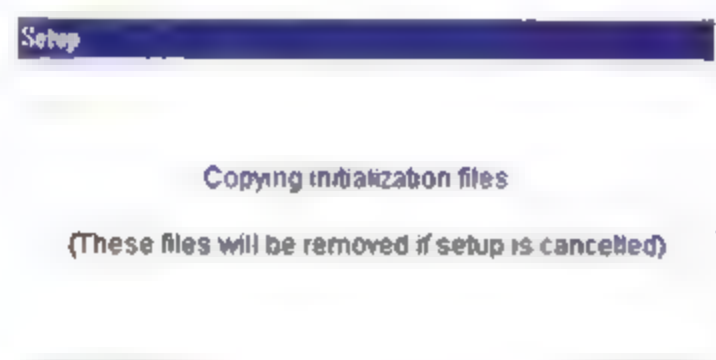 Setup
Copying initialization files
(These files will be removed if setup is cancelled)